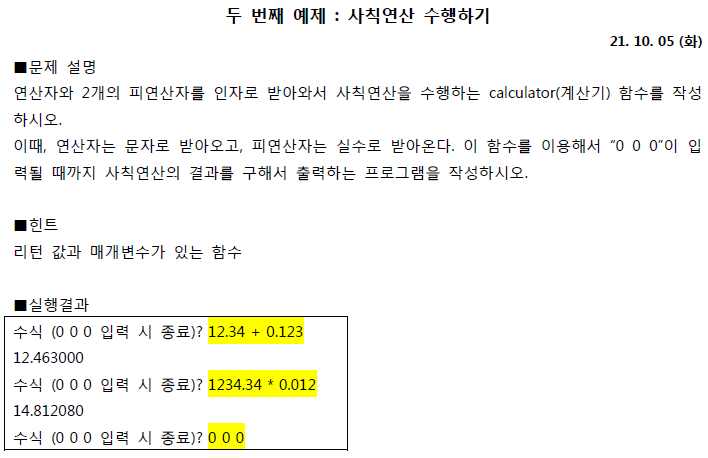 두 번째 예제 : 사칙연산 수행하기
21. 10. 05 (화)
■문제 설명
연산자와 2개의 피연산자를 인자로 받아와서 사칙연산을 수행하는 calculator(계산기) 함수를 작성
하시오.
이때, 연산자는 문자로 받아오고, 피연산자는 실수로 받아온다. 이 함수를 이용해서 “0 0 0”이 입
력될 때까지 사칙연산의 결과를 구해서 출력하는 프로그램을 작성하시오.
■힌트
리턴 값과 매개변수가 있는 함수
■실행결과
수식 (0 0 0 입력 시 종료)? 12.34 + 0.123
12.463000
수식 (0 0 0 입력 시 종료)? 1234.34 * 0.012
14.812080
수식 (0 0 0 입력 시 종료)? 0 0 0